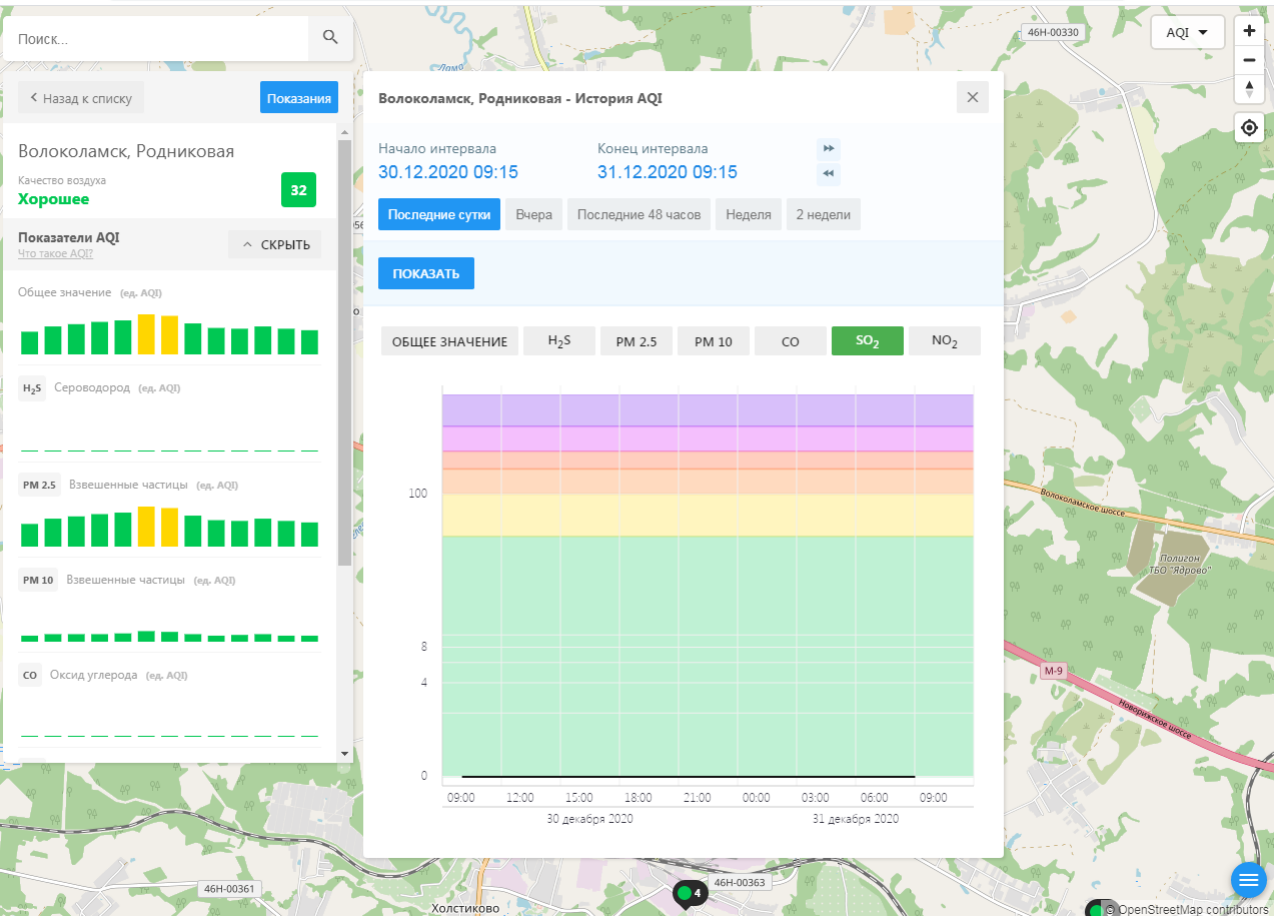 Поиск...
46Н-00330
AQI
Лама
Назад к списку
Показания
Волоколамск, Родниковая - История AQI
Волоколамск, Родниковая
Качество воздуха
Хорошее
32
Начало интервала
Конец интервала
30.12.2020 09:15
31.12.2020 09:15
Последние сутки
Вчера
Последние 48 часов
Неделя
2 недели
Показатели AQI
Что такое AQI?
СКРЫТЬ
ПОКАЗАТЬ
Общее значение (ед. AQI)
ОБЩЕЕ ЗНАЧЕНИЕ
H2S
PM 2.5
PM 10
CO
SO2
NO2
H2S Сероводород (ед. AQI)
PM 2.5 Взвешенные частицы (ед. AQI)
PM 10 Взвешенные частицы (ед. AQI)
CO Оксид углерода (ед. AQI)
100
8
4
0
09:00 12:00 15:00 18:00 21:00 00:00 03:00 06:00 09:00
30 декабря 2020
31 декабря 2020
Волоколамское шоссе
Полигон
ТБО "Ядрово"
М-9
Новорижское шоссе
46Н-00361
46Н-00363
4
Холстиково
© OpenStreetMap contributors